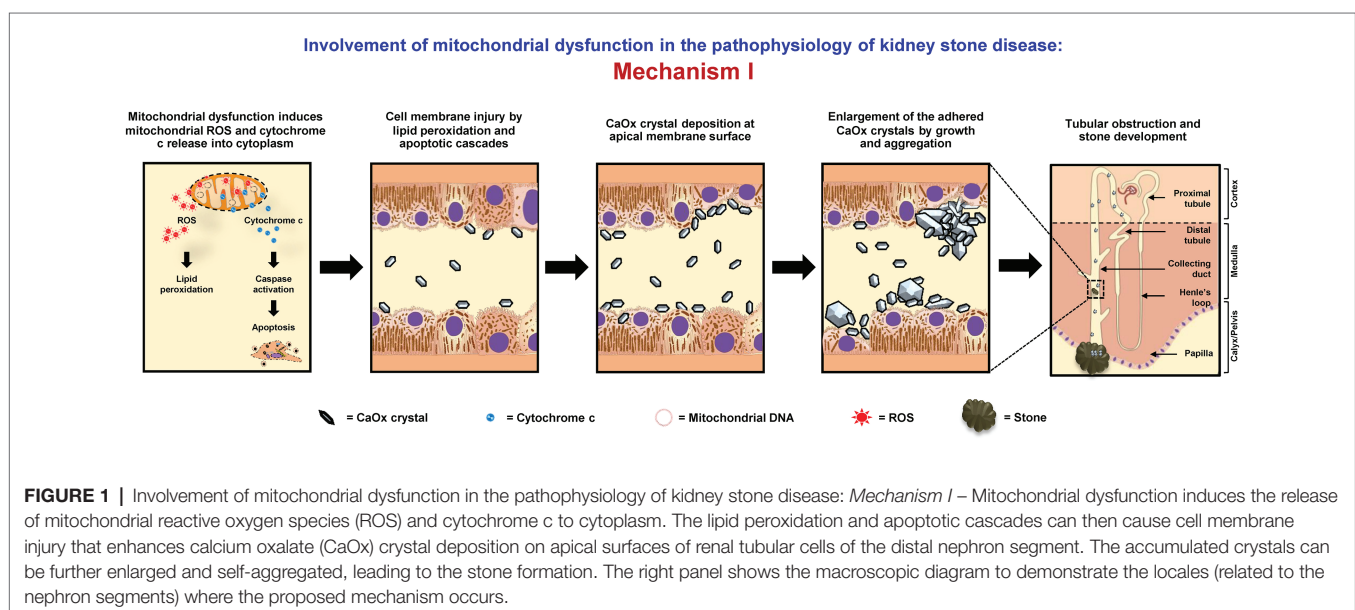 Involvement of mitochondrial dysfunction in the pathophysiology of kidney stone disease:
Mechanism I
Mitochondrial dysfunction induces
mitochondrial ROS and cytochrome
c release into cytoplasm
Cell membrane injury by
lipid peroxidation and
apoptotic cascades
CaOx crystal deposition at
apical membrane surface
Enlargement of the adhered
CaOx crystals by growth
and aggregation
Tubular obstruction and
stone development
ROS
Cytochrome c
Lipid
peroxidation
Caspase
activation
Apoptosis
Proximal
tubule
Distal
tubule
Collecting
duct
Henle's
loop
Papilla
Cortex
Medulla
Calyx/Pelvis
= CaOx crystal
= Cytochrome c
= Mitochondrial DNA
= ROS
= Stone
FIGURE 1 | Involvement of mitochondrial dysfunction in the pathophysiology of kidney stone disease: Mechanism I – Mitochondrial dysfunction induces the release
of mitochondrial reactive oxygen species (ROS) and cytochrome c to cytoplasm. The lipid peroxidation and apoptotic cascades can then cause cell membrane
injury that enhances calcium oxalate (CaOx) crystal deposition on apical surfaces of renal tubular cells of the distal nephron segment. The accumulated crystals can
be further enlarged and self-aggregated, leading to the stone formation. The right panel shows the macroscopic diagram to demonstrate the locales (related to the
nephron segments) where the proposed mechanism occurs.